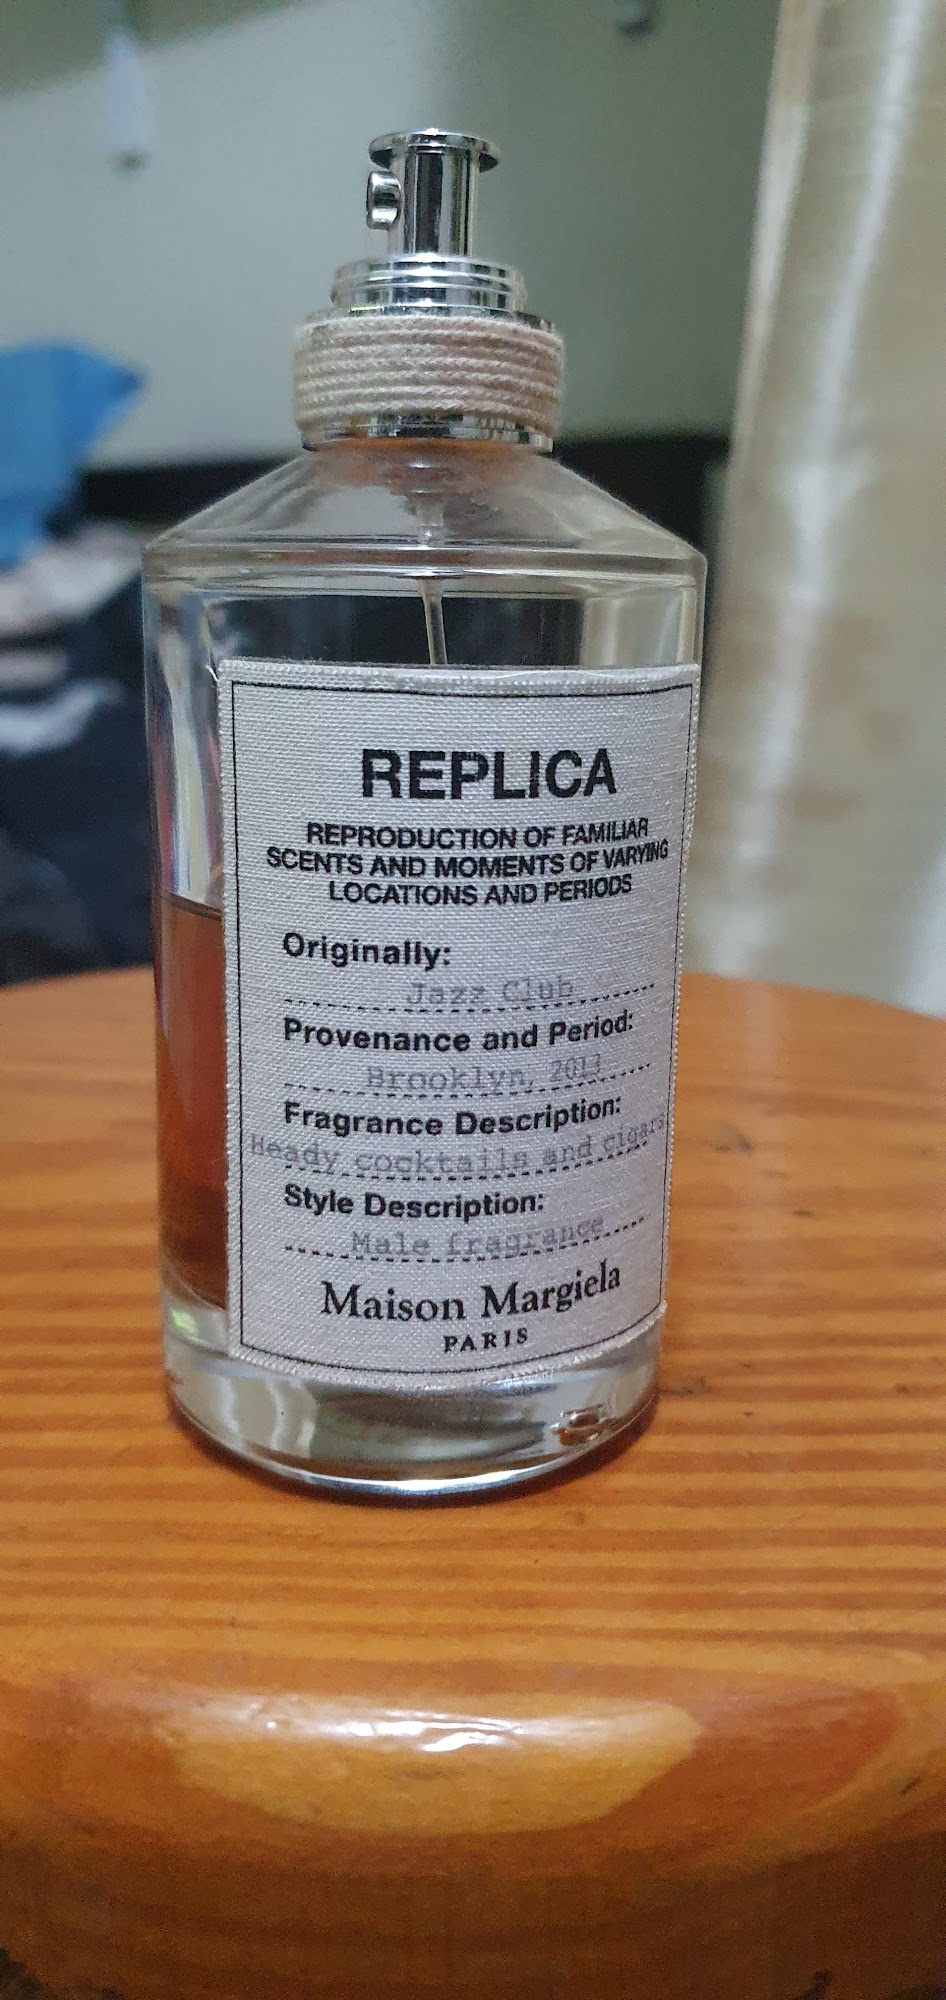 REPLICA
REPRODUCTION OF FAMILIAR
SCENTS AND MOMENTS OF VARYING
LOCATIONS AND PERIODS
Originally:
Jazz Club
Provenance and Period:
Brooklyn, 2013
Fragrance Description:
Heady cocktails and cigars
Style Description:
Male fragrance
Maison Margiela
PARIS